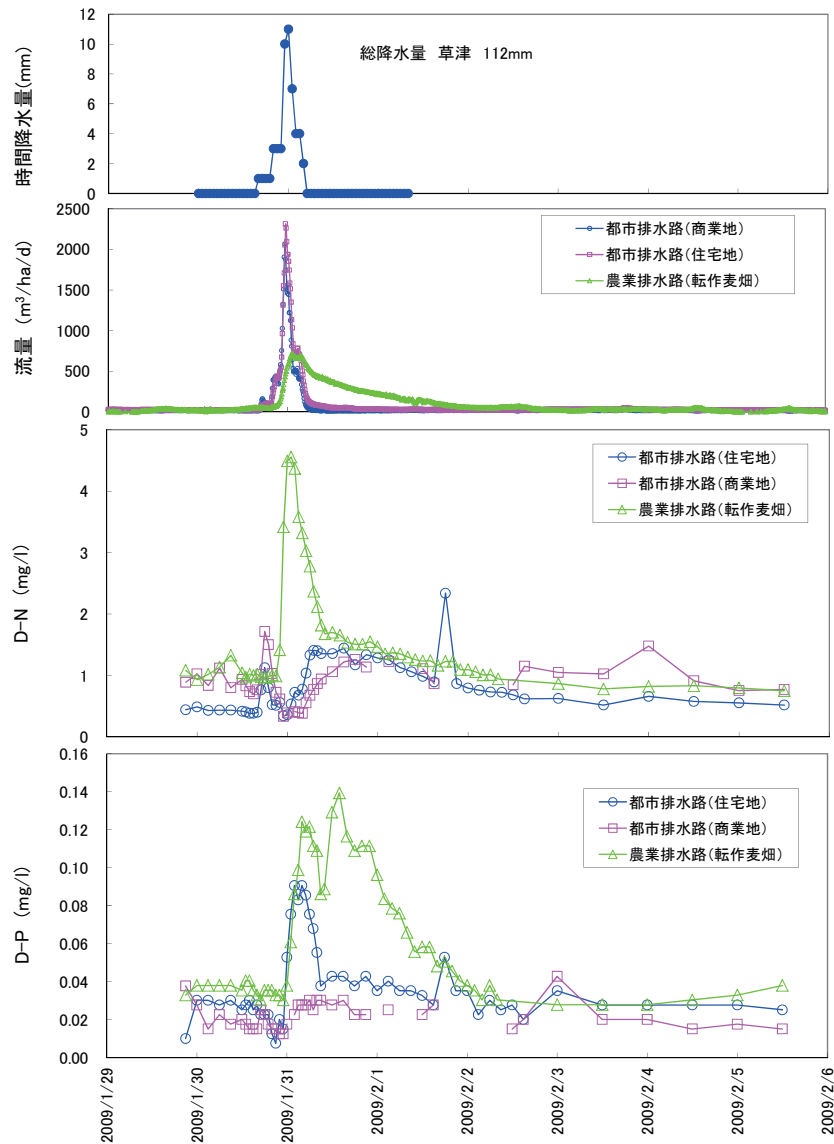 時間降水量(mm)
12
10
8
6
4
2
0
総降水量 草津 112mm
流量 (m³/ha/d)
2500
2000
1500
1000
500
0
都市排水路(商業地)
都市排水路(住宅地)
農業排水路(転作麦畑)
D-N (mg/l)
5
4
3
2
1
0
都市排水路(住宅地)
都市排水路(商業地)
農業排水路(転作麦畑)
D-P (mg/l)
0.16
0.14
0.12
0.10
0.08
0.06
0.04
0.02
0.00
都市排水路(住宅地)
都市排水路(商業地)
農業排水路(転作麦畑)
2009/1/29
2009/1/30
2009/1/31
2009/2/1
2009/2/2
2009/2/3
2009/2/4
2009/2/5
2009/2/6